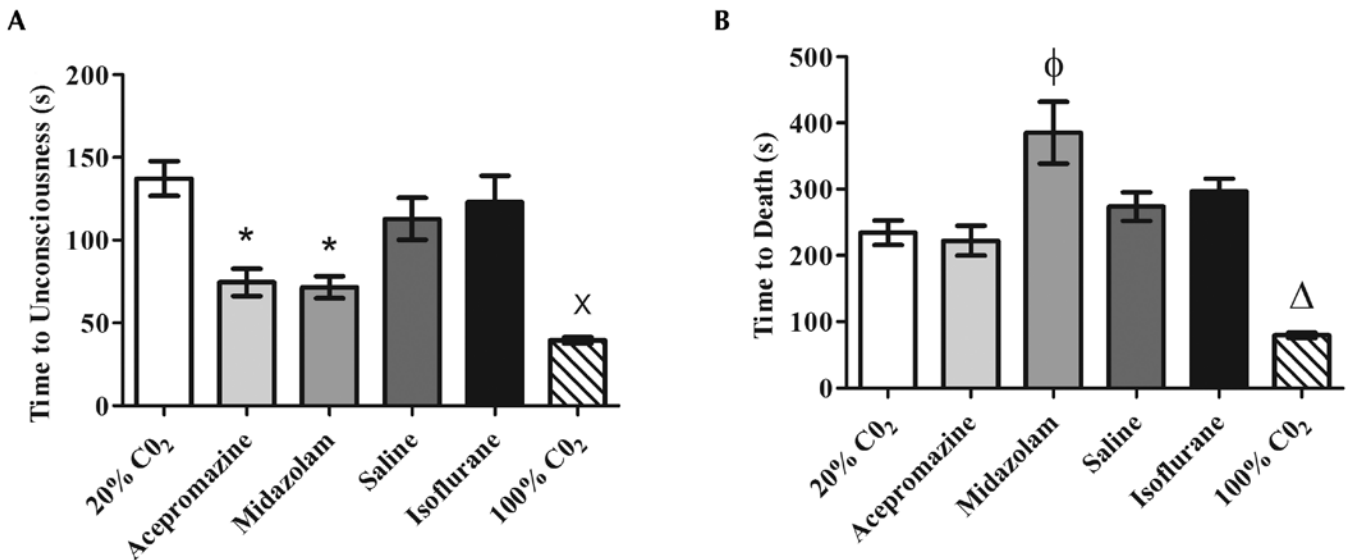 A
Time to Unconsciousness (s)
200
150
100
50
0
*
*
X
20% C0₂
Acepromazine
Midazolam
Saline
Isoflurane
100% C0₂
B
Time to Death (s)
500
400
300
200
100
0
ϕ
Δ
20% C0₂
Acepromazine
Midazolam
Saline
Isoflurane
100% C0₂